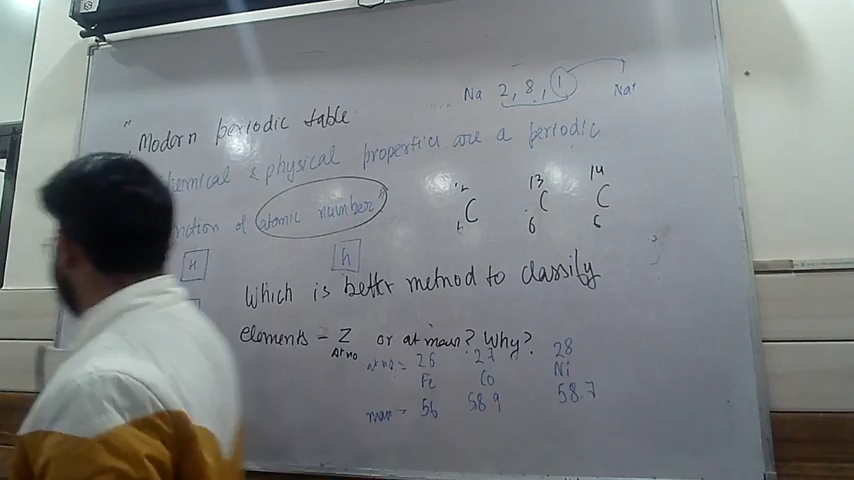 Na 2, 8, 1 Na⁺
" Modern periodic table
chemical & physical properties are a periodic
nction of atomic number"
12 13 14
C C C
6 6
H h
Which is better method to classify
elements - Z or at mass? Why?
At no
at no = 26 27 28
Fe Co Ni
mass → 56 58.9 58.7